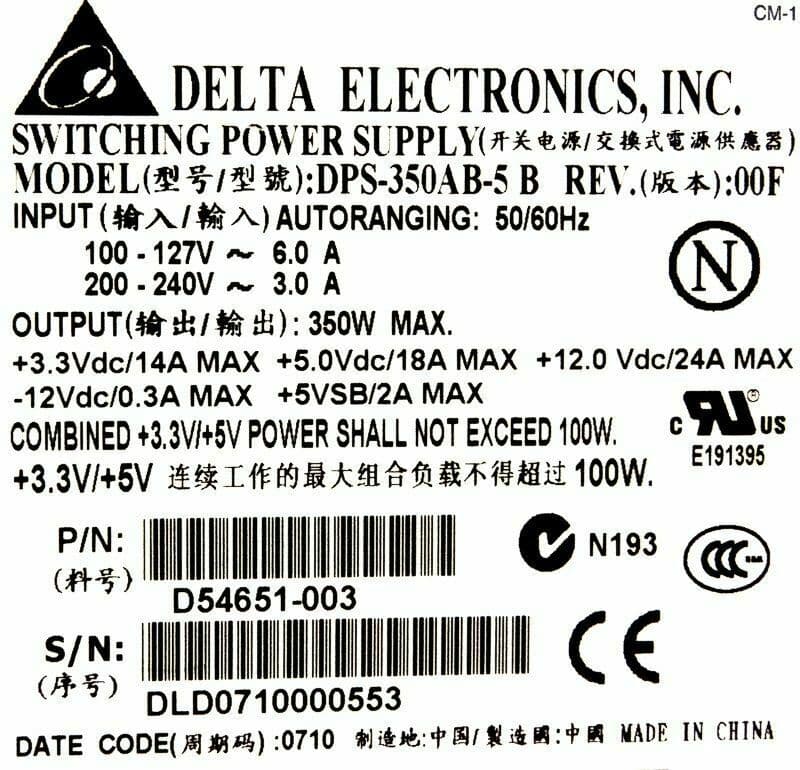 CM-1
DELTA ELECTRONICS, INC.
SWITCHING POWER SUPPLY(开关电源/交换式電源供應器)
MODEL(型号/型號):DPS-350AB-5 B REV.(版本):00F
INPUT(输入/輸入)AUTORANGING: 50/60Hz
100 - 127V ~ 6.0 A
200 - 240V ~ 3.0 A
N
OUTPUT(输出/輸出): 350W MAX.
+3.3Vdc/14A MAX +5.0Vdc/18A MAX +12.0 Vdc/24A MAX
-12Vdc/0.3A MAX +5VSB/2A MAX
COMBINED +3.3V/+5V POWER SHALL NOT EXCEED 100W.
c RU ® US
E191395
+3.3V/+5V 连续工作的最大组合负载不得超过 100W.
P/N:
(料号)
D54651-003
N193
CCC S&E
S/N:
(序号)
DLD0710000553
CE
DATE CODE(周期码):0710 制造地:中国/製造國:中國 MADE IN CHINA